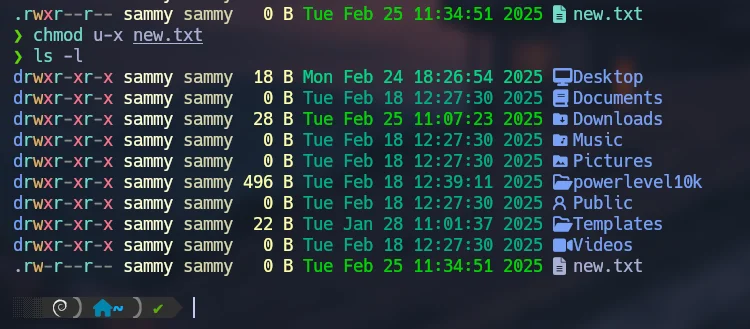 .rwxr--r-- sammy sammy 0 B Tue Feb 25 11:34:51 2025 new.txt
❯ chmod u-x new.txt
❯ ls -l
drwxr-xr-x sammy sammy 18 B Mon Feb 24 18:26:54 2025 Desktop
drwxr-xr-x sammy sammy 0 B Tue Feb 18 12:27:30 2025 Documents
drwxr-xr-x sammy sammy 28 B Tue Feb 25 11:07:23 2025 Downloads
drwxr-xr-x sammy sammy 0 B Tue Feb 18 12:27:30 2025 Music
drwxr-xr-x sammy sammy 0 B Tue Feb 18 12:27:30 2025 Pictures
drwxr-xr-x sammy sammy 496 B Tue Feb 18 12:39:11 2025 powerlevel10k
drwxr-xr-x sammy sammy 0 B Tue Feb 18 12:27:30 2025 Public
drwxr-xr-x sammy sammy 22 B Tue Jan 28 11:01:37 2025 Templates
drwxr-xr-x sammy sammy 0 B Tue Feb 18 12:27:30 2025 Videos
.rw-r--r-- sammy sammy 0 B Tue Feb 25 11:34:51 2025 new.txt
~ ✔